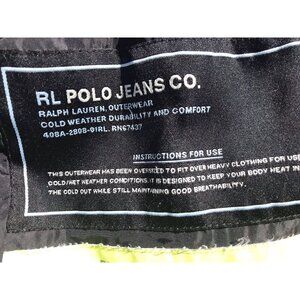 RL POLO JEANS CO.
RALPH LAUREN, OUTERWEAR
COLD WEATHER DURABILITY AND COMFORT
408A-2808-01RL. RN67437
INSTRUCTIONS FOR USE
THIS OUTERWEAR HAS BEEN OVERSIZED TO FIT OVER HEAVY CLOTHING FOR USE
COLD/WET WEATHER CONDITIONS. IT IS DESIGNED TO KEEP YOUR BODY HEAT IN
THE COLD OUT WHILE STILL MAINTAINING GOOD BREATHABILITY.